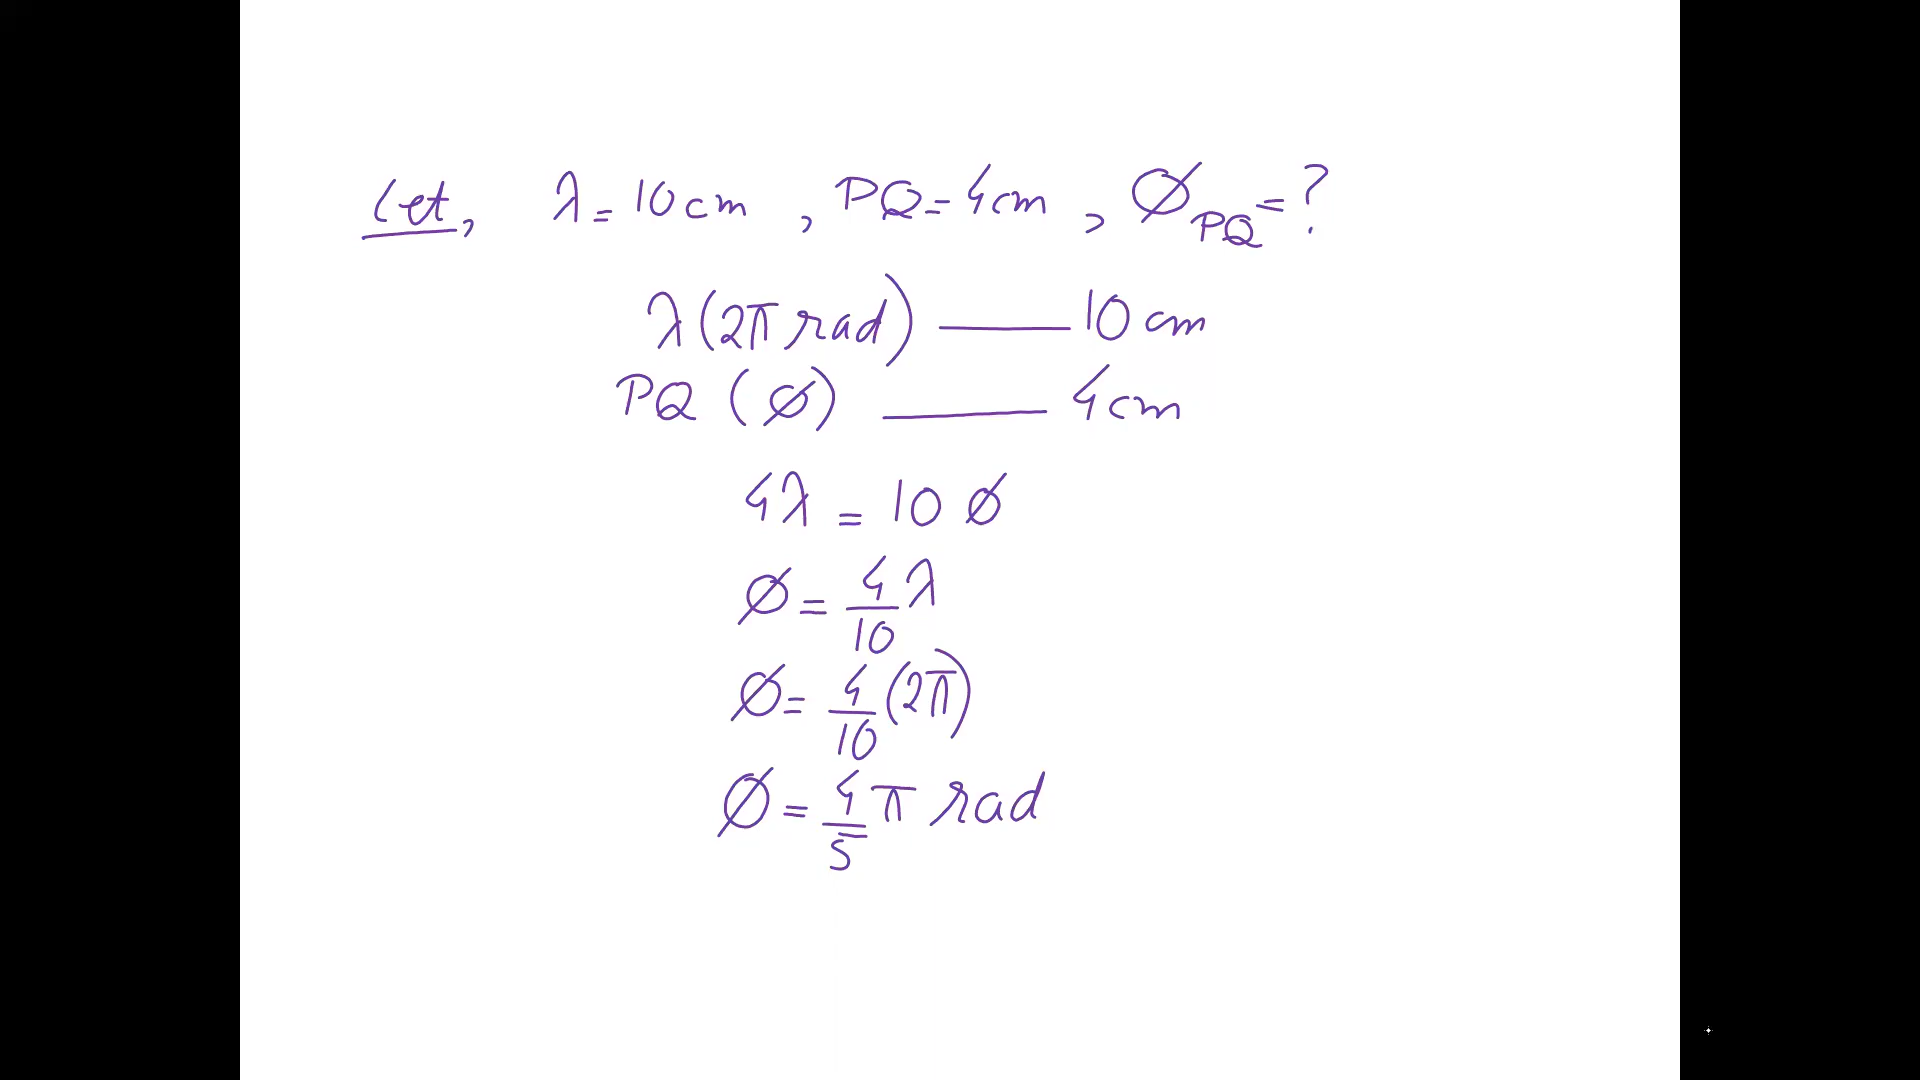 Let, λ = 10 cm , PQ = 4 cm , Ø PQ = ?
λ (2π rad) —— 10 cm
PQ (Ø) —— 4 cm
4λ = 10 Ø
Ø = 4/10 λ
Ø = 4/10 (2π)
Ø = 4/5 π rad